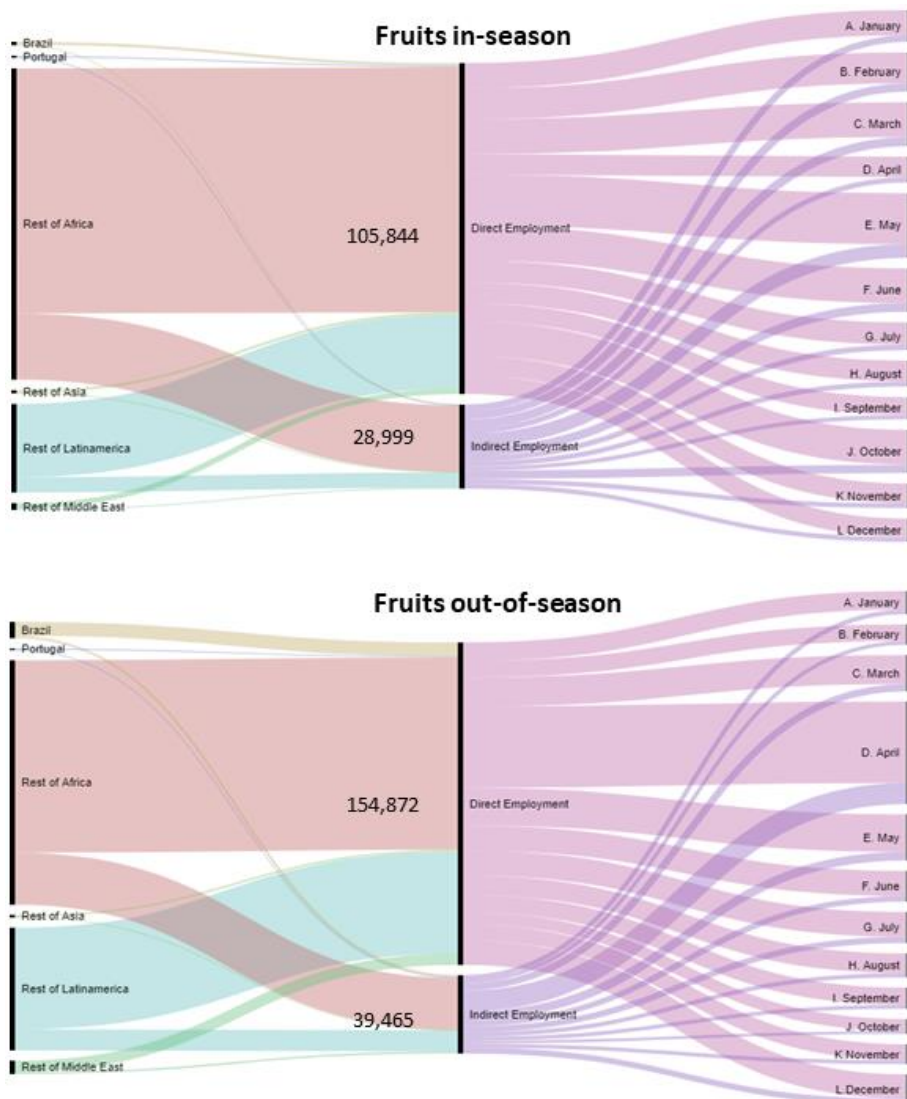 Fruits in-season
Brazil
Portugal
Rest of Africa
Rest of Asia
Rest of Latinamerica
Rest of Middle East
105,844
28,999
Direct Employment
Indirect Employment
A. January
B. February
C. March
D. April
E. May
F. June
G. July
H. August
I. September
J. October
K.November
L December
Fruits out-of-season
Brazil
Portugal
Rest of Africa
Rest of Asia
Rest of Latinamerica
Rest of Middle East
154,872
39,465
Direct Employment
Indirect Employment
A. January
B. February
C. March
D. April
E. May
F. June
G. July
H. August
I. September
J. October
K November
L December